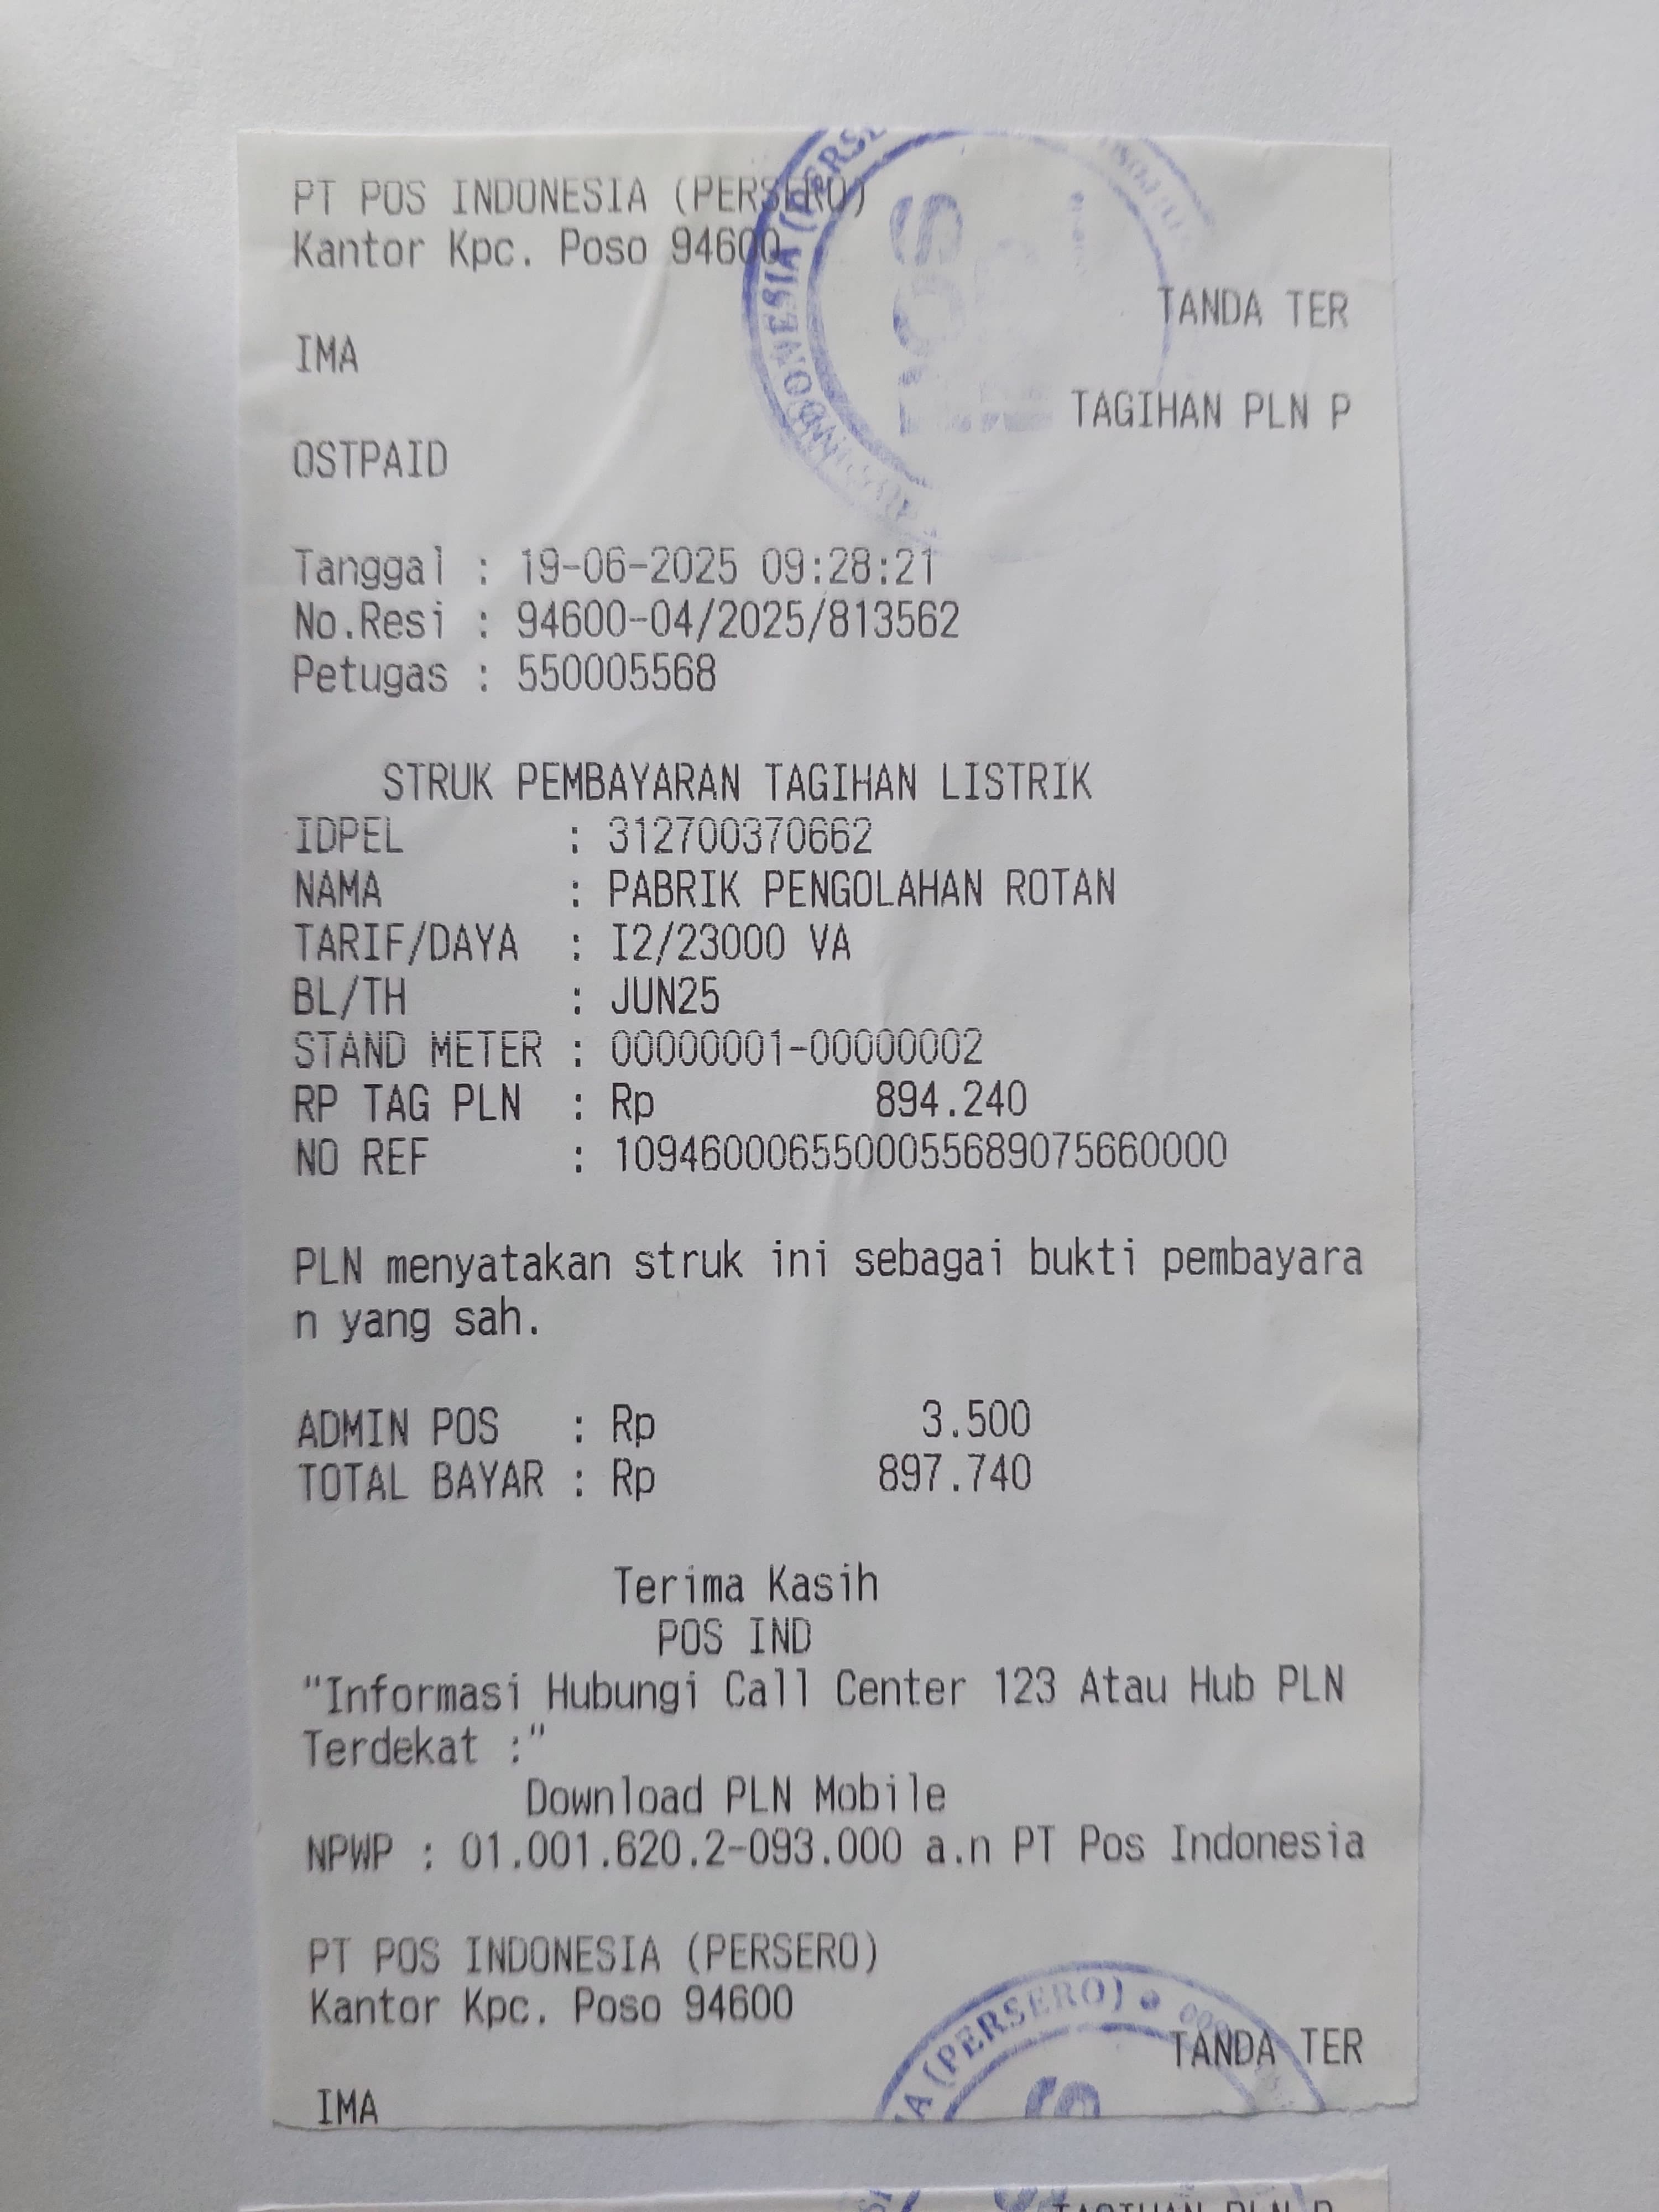 PT POS INDONESIA (PERSERO)
Kantor Kpc. Poso 94600
TANDA TER
IMA
TAGIHAN PLN P
OSTPAID
Tanggal : 19-06-2025 09:28:21
No.Resi : 94600-04/2025/813562
Petugas : 550005568
STRUK PEMBAYARAN TAGIHAN LISTRIK
IDPEL : 312700370662
NAMA : PABRIK PENGOLAHAN ROTAN
TARIF/DAYA : I2/23000 VA
BL/TH : JUN25
STAND METER : 00000001-00000002
RP TAG PLN : Rp 894.240
NO REF : 1094600065500055689075660000
PLN menyatakan struk ini sebagai bukti pembayara
n yang sah.
ADMIN POS : Rp 3.500
TOTAL BAYAR : Rp 897.740
Terima Kasih
POS IND
"Informasi Hubungi Call Center 123 Atau Hub PLN
Terdekat :"
Download PLN Mobile
NPWP : 01.001.620.2-093.000 a.n PT Pos Indonesia
PT POS INDONESIA (PERSERO)
Kantor Kpc. Poso 94600
(PERSERO)
TANDA TER
IMA
TAGIHAN PLN P